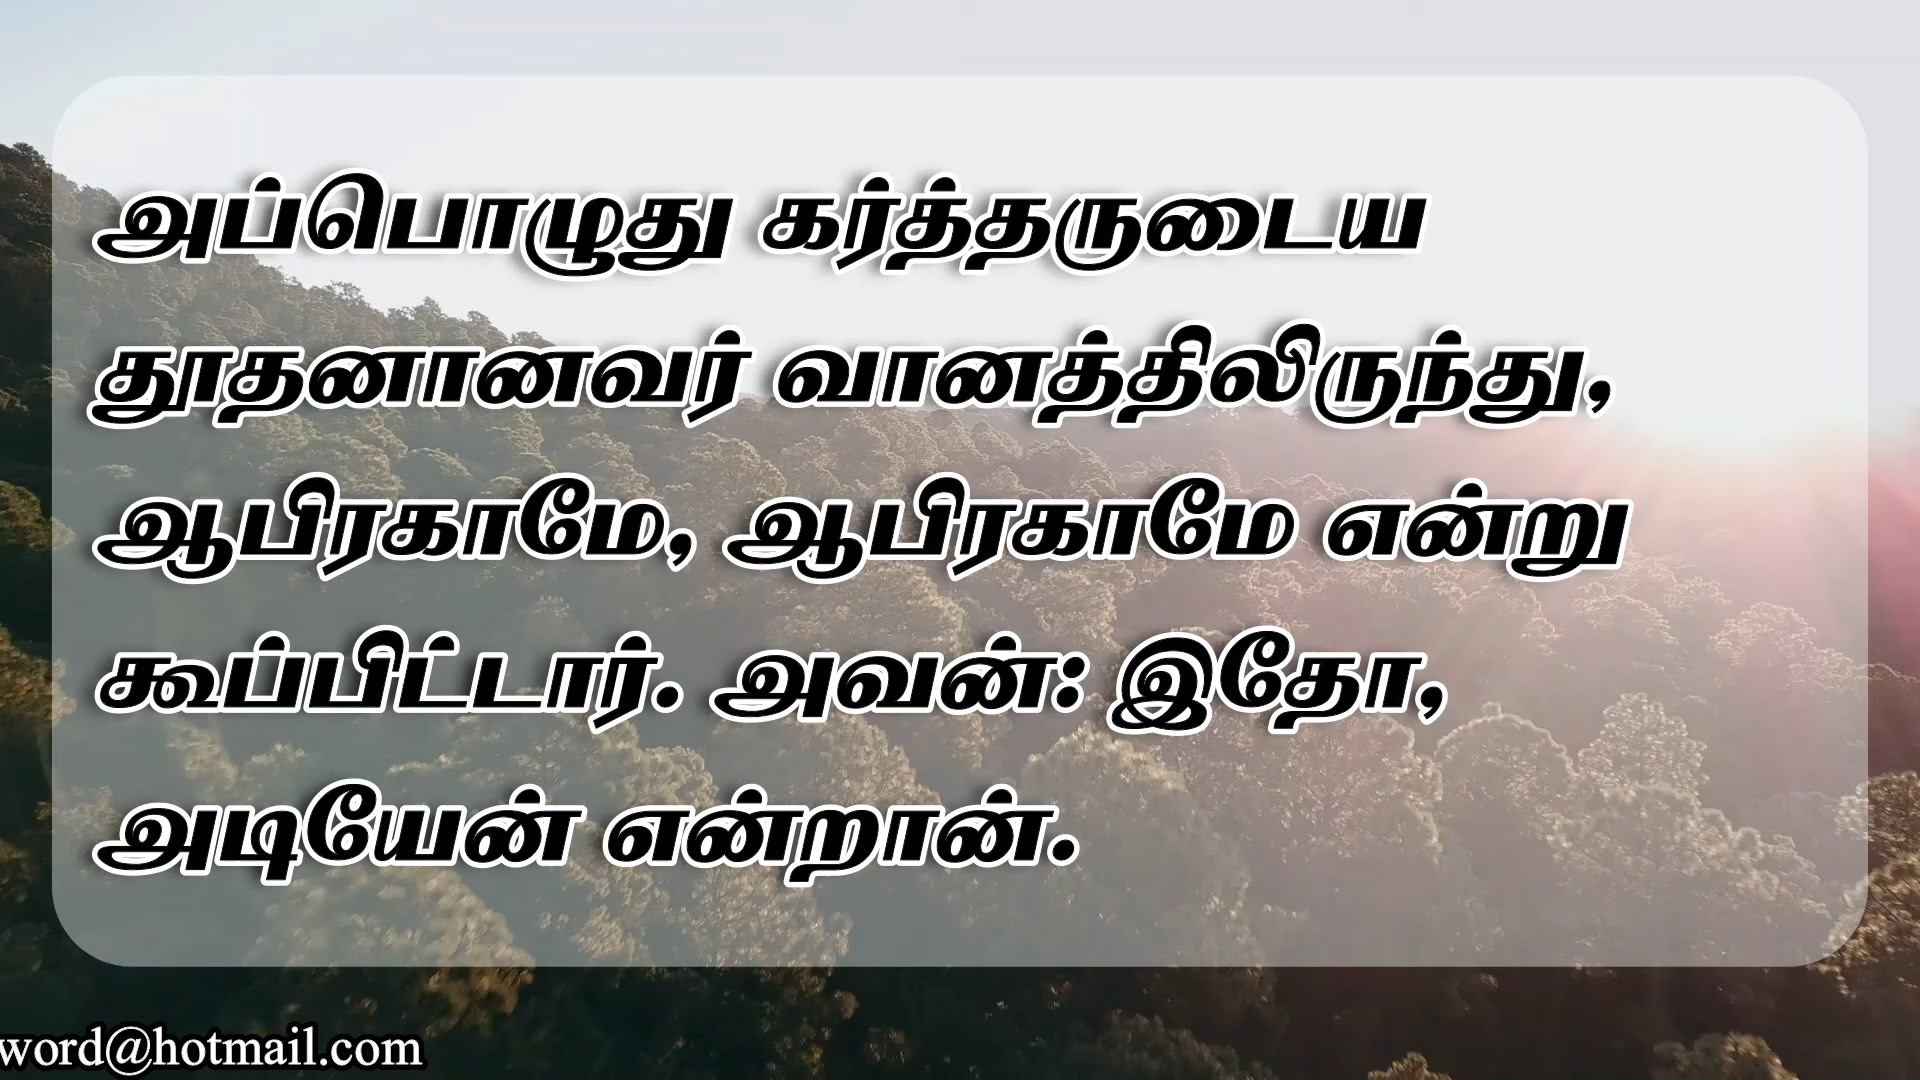 அப்பொழுது கர்த்தருடைய
தூதனானவர் வானத்திலிருந்து,
ஆபிரகாமே, ஆபிரகாமே என்று
கூப்பிட்டார். அவன்: இதோ,
அடியேன் என்றான்.
word@hotmail.com